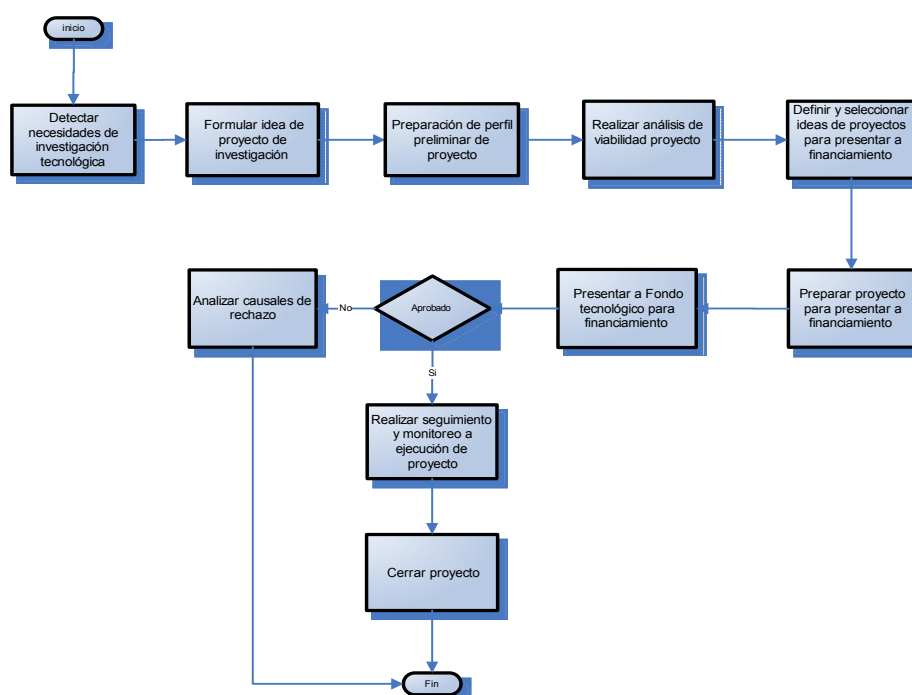 inicio
Detectar
necesidades de
investigación
tecnológica
Formular idea de
proyecto de
investigación
Preparación de perfil
preliminar de
proyecto
Realizar análisis de
viabilidad proyecto
Definir y seleccionar
ideas de proyectos
para presentar a
financiamiento
Preparar proyecto
para presentar a
financiamiento
Presentar a Fondo
tecnológico para
financiamiento
Aprobado
No
Analizar causales de
rechazo
Si
Realizar seguimiento
y monitoreo a
ejecución de
proyecto
Cerrar proyecto
Fin